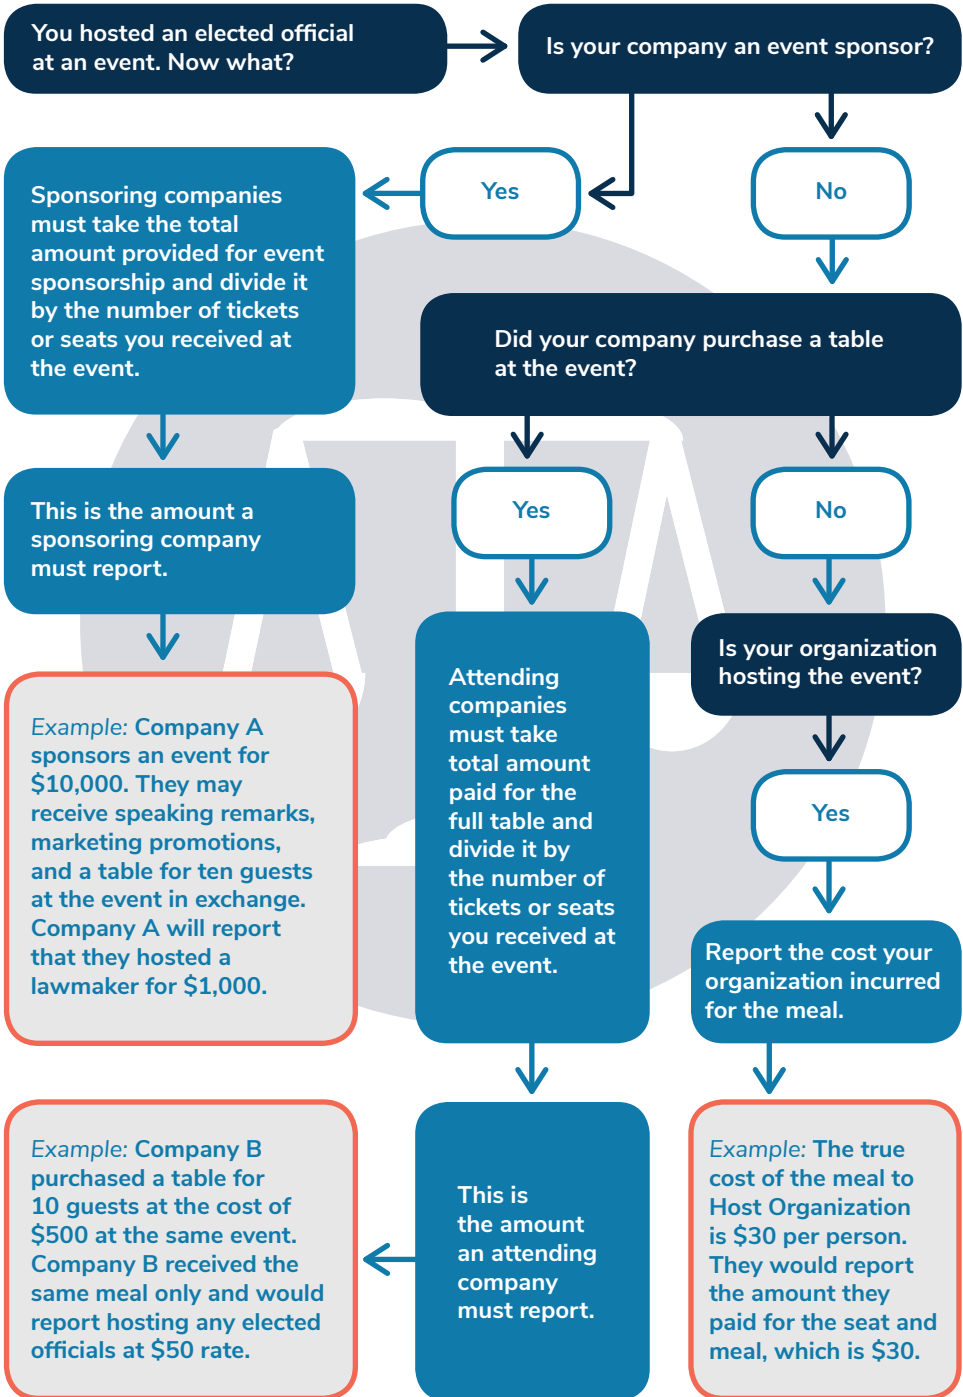 You hosted an elected official
at an event. Now what?
Is your company an event sponsor?
Yes
No
Sponsoring companies
must take the total
amount provided for event
sponsorship and divide it
by the number of tickets
or seats you received at
the event.
Did your company purchase a table
at the event?
This is the amount a
sponsoring company
must report.
Yes
No
Example: Company A
sponsors an event for
$10,000. They may
receive speaking remarks,
marketing promotions,
and a table for ten guests
at the event in exchange.
Company A will report
that they hosted a
lawmaker for $1,000.
Attending
companies
must take
total amount
paid for the
full table and
divide it by
the number of
tickets or seats
you received at
the event.
Is your organization
hosting the event?
Yes
Report the cost your
organization incurred
for the meal.
Example: Company B
purchased a table for
10 guests at the cost of
$500 at the same event.
Company B received the
same meal only and would
report hosting any elected
officials at $50 rate.
This is
the amount
an attending
company
must report.
Example: The true
cost of the meal to
Host Organization
is $30 per person.
They would report
the amount they
paid for the seat and
meal, which is $30.